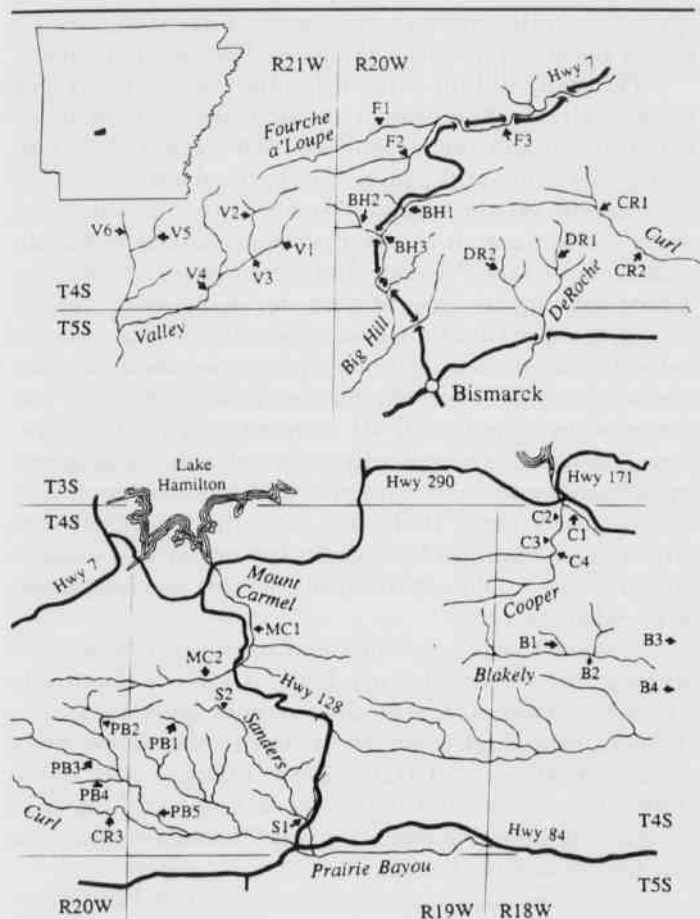 R21W
R20W
Hwy 7
F1
Fourche
a'Loupe
F2
F3
BH2
CR1
V2
BH1
V6
V5
Curl
V1
BH3
DR1
DR2
V3
CR2
V4
T4S
DeRoche
T5S
Valley
Big Hill
Bismarck
Lake
Hamilton
T3S
Hwy 290
Hwy 171
T4S
C2
C1
Hwy 7
C3
Mount
Carmel
C4
Cooper
MC1
B1
B3
MC2
Blakely
B2
Hwy 128
S2
B4
PB2
Sanders
PB1
PB3
PB4
Curl
PB5
CR3
S1
T4S
Hwy 84
Prairie Bayou
T5S
R20W
R19W
R18W